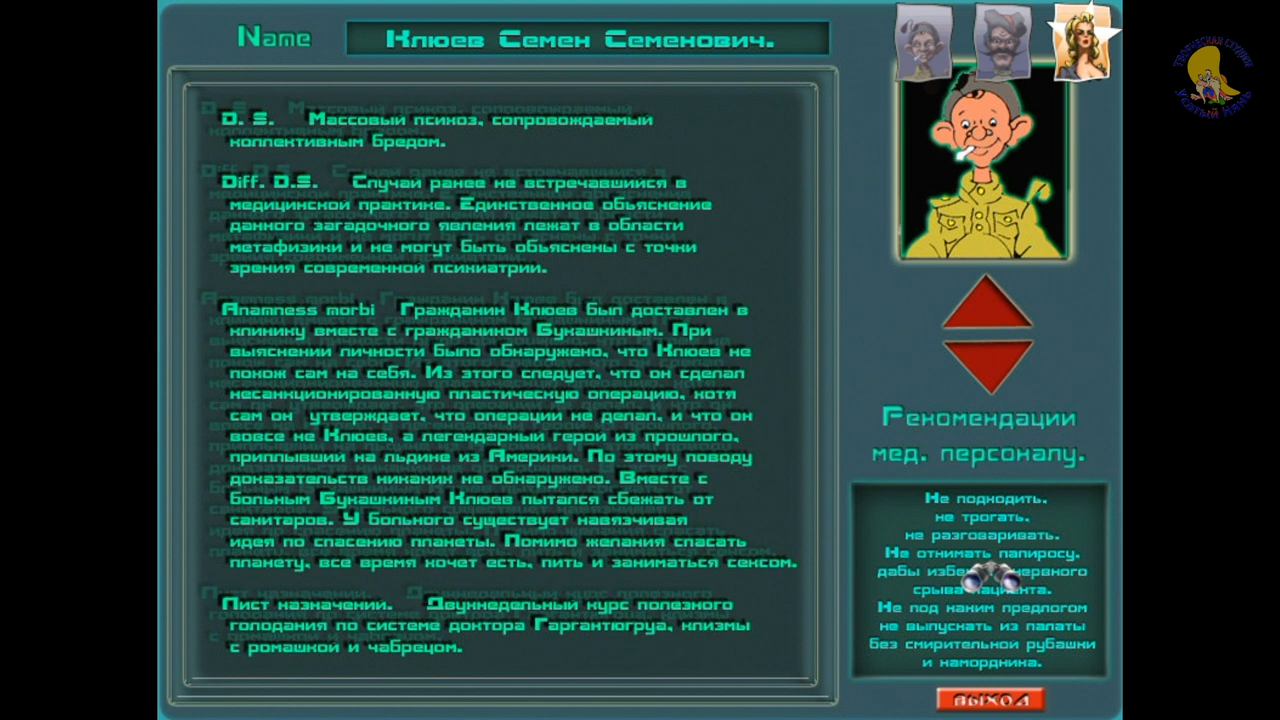 Name
Клюев Семен Семенович.
D. S. Массовый психоз, сопровождаемый
коллективным бредом.
Diff. D.S. Случай ранее не встречавшийся в
медицинской практике. Единственное обьяснение
данного загадочного явления лежат в области
метафизики и не могут быть обьяснены с точки
зрения современной психиатрии.
Anamness morbi Гражданин Клюев был доставлен в
клинику вместе с гражданином Букашкиным. При
выяснении личности было обнаружено, что Клюев не
похож сам на себя. Из этого следует, что он сделал
несанкционированную пластическую операцию, хотя
сам он утверждает, что операции не делал, и что он
вовсе не Клюев, а легендарный герой из прошлого,
приплывший на льдине из Америки. По этому поводу
доказательств никаких не обнаружено. Вместе с
больным Букашкиным Клюев пытался сбежать от
санитаров. У больного существует навязчивая
идея по спасению планеты. Помимо желания спасать
планету, все время хочет есть, пить и заниматься сексом.
Лист назначений. Двухнедельный курс полезного
голодания по системе доктора Гаргантюгруа, клизмы
с ромашкой и чабрецом.
Рекомендации
мед. персоналу.
Не подходить,
не трогать,
не разговаривать.
Не отнимать папиросу,
дабы нервного
срыва
Не под каким предлогом
не выпускать из палаты
без смирительной рубашки
и намордника.
ВЫХОД
ТВОРЧЕСКАЯ СТУДИЯ